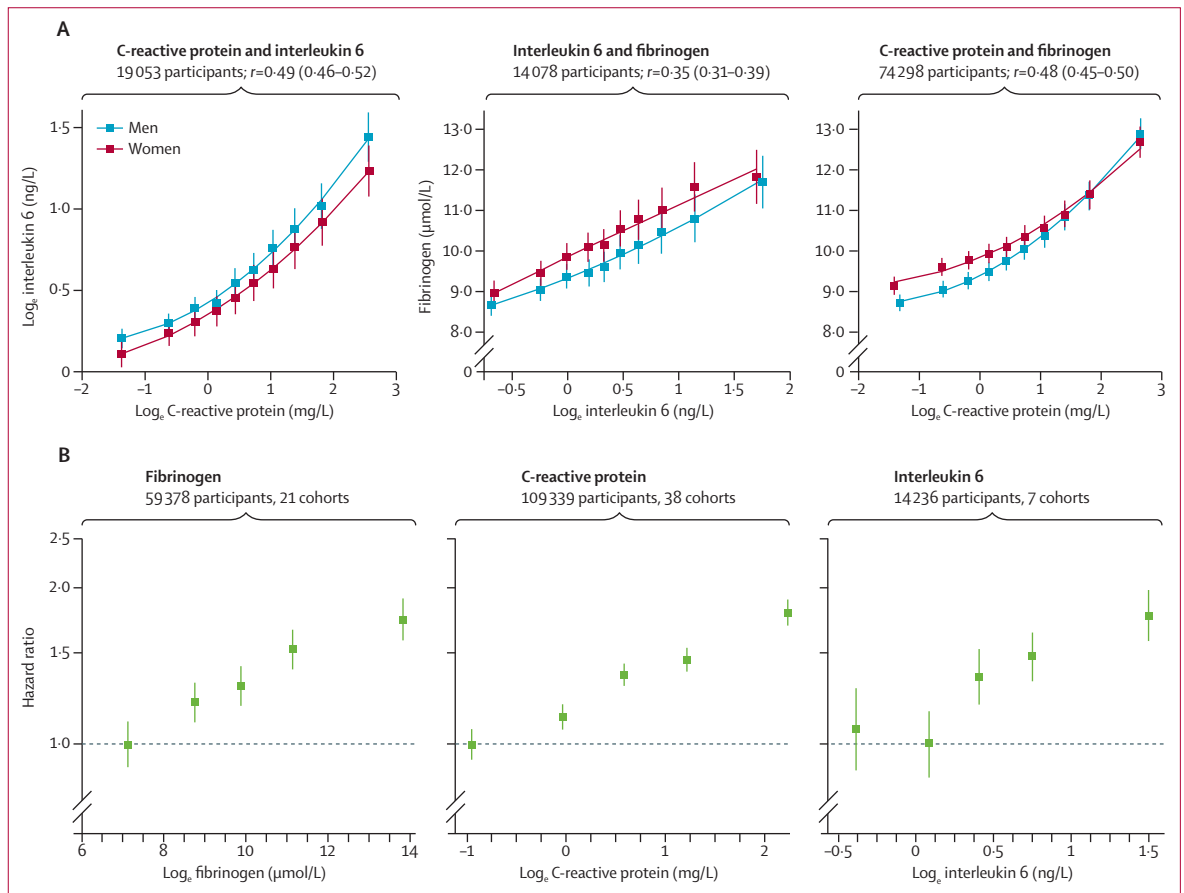 A
C-reactive protein and interleukin 6
19 053 participants; r=0·49 (0·46–0·52)
Interleukin 6 and fibrinogen
14 078 participants; r=0·35 (0·31–0·39)
C-reactive protein and fibrinogen
74 298 participants; r=0·48 (0·45–0·50)
Men
Women
Logₑ interleukin 6 (ng/L)
1·5
1·0
0·5
0
–2
–1
0
1
2
3
Logₑ C-reactive protein (mg/L)
Fibrinogen (µmol/L)
13·0
12·0
11·0
10·0
9·0
8·0
0
–0·5
0
0·5
1
1·5
2
Logₑ interleukin 6 (ng/L)
13·0
12·0
11·0
10·0
9·0
8·0
0
–2
–1
0
1
2
3
Logₑ C-reactive protein (mg/L)
B
Fibrinogen
59 378 participants, 21 cohorts
C-reactive protein
109 339 participants, 38 cohorts
Interleukin 6
14 236 participants, 7 cohorts
Hazard ratio
2·5
2·0
1·5
1·0
6
8
10
12
14
Logₑ fibrinogen (µmol/L)
–1
0
1
2
Logₑ C-reactive protein (mg/L)
–0·5
0
0·5
1
1·5
Logₑ interleukin 6 (ng/L)